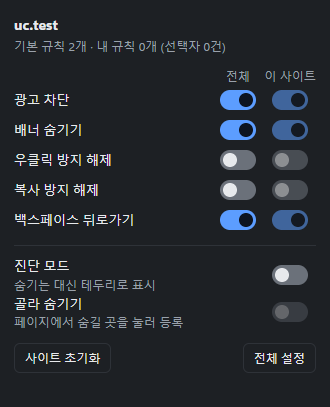 uc.test
기본 규칙 2개 · 내 규칙 0개 (선택자 0건)
전체 이 사이트
광고 차단
배너 숨기기
우클릭 방지 해제
복사 방지 해제
백스페이스 뒤로가기
진단 모드
숨기는 대신 테두리로 표시
골라 숨기기
페이지에서 숨길 곳을 눌러 등록
사이트 초기화 전체 설정